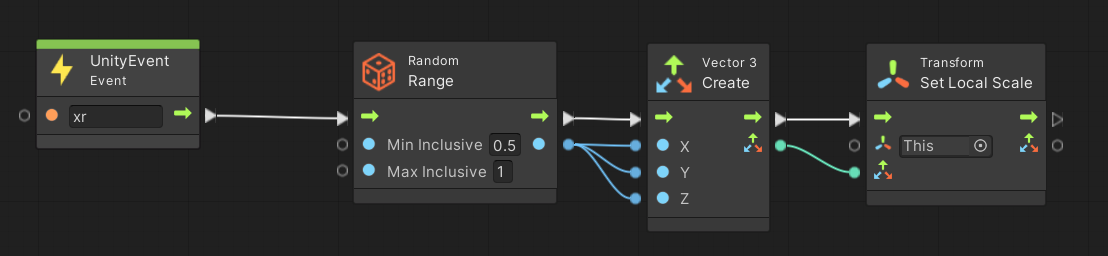 UnityEvent
Event
xr
Random
Range
Min Inclusive 0.5
Max Inclusive 1
Vector 3
Create
X
Y
Z
Transform
Set Local Scale
This